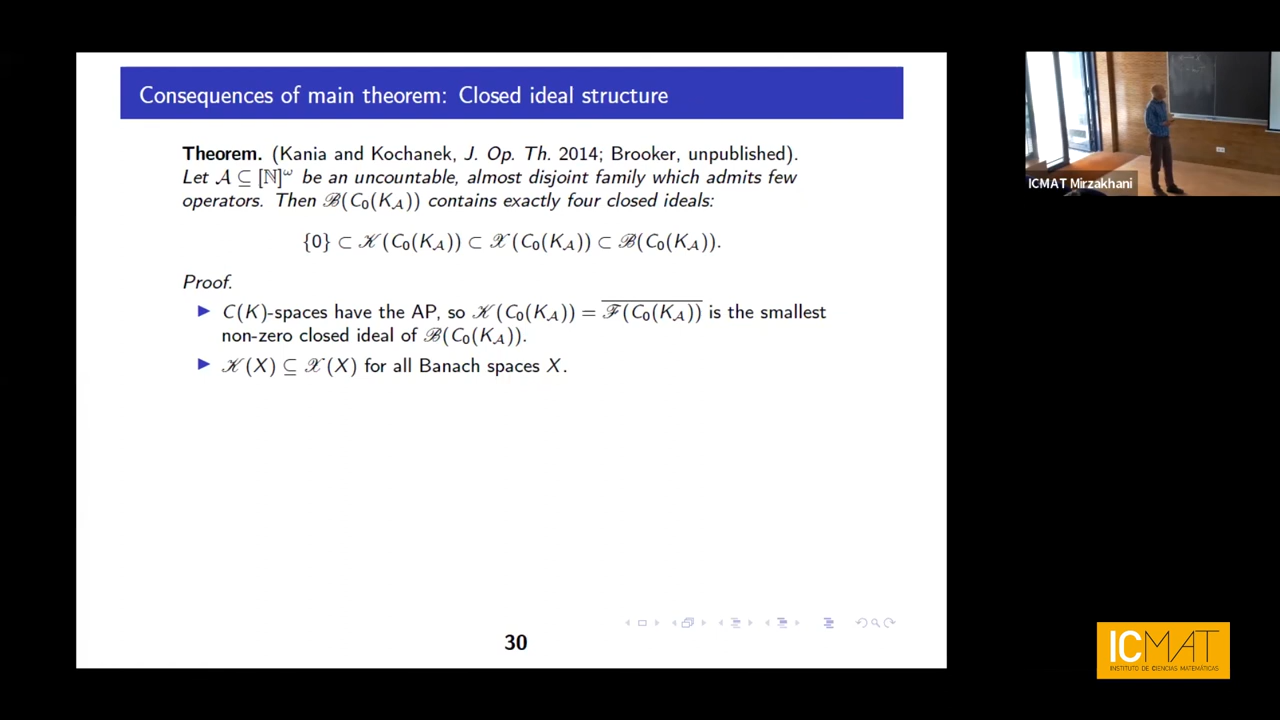 Consequences of main theorem: Closed ideal structure
Theorem. (Kania and Kochanek, J. Op. Th. 2014; Brooker, unpublished).
Let 𝒜 ⊆ [ℕ]^ω be an uncountable, almost disjoint family which admits few
operators. Then ℬ(C₀(K_𝒜)) contains exactly four closed ideals:
{0} ⊂ 𝒦(C₀(K_𝒜)) ⊂ 𝒳(C₀(K_𝒜)) ⊂ ℬ(C₀(K_𝒜)).
Proof.
▶ C(K)-spaces have the AP, so 𝒦(C₀(K_𝒜)) = \overline{ℱ(C₀(K_𝒜))} is the smallest
non-zero closed ideal of ℬ(C₀(K_𝒜)).
▶ 𝒦(X) ⊆ 𝒳(X) for all Banach spaces X.
30
ICMAT Mirzakhani
ICMAT
INSTITUTO DE CIENCIAS MATEMÁTICAS